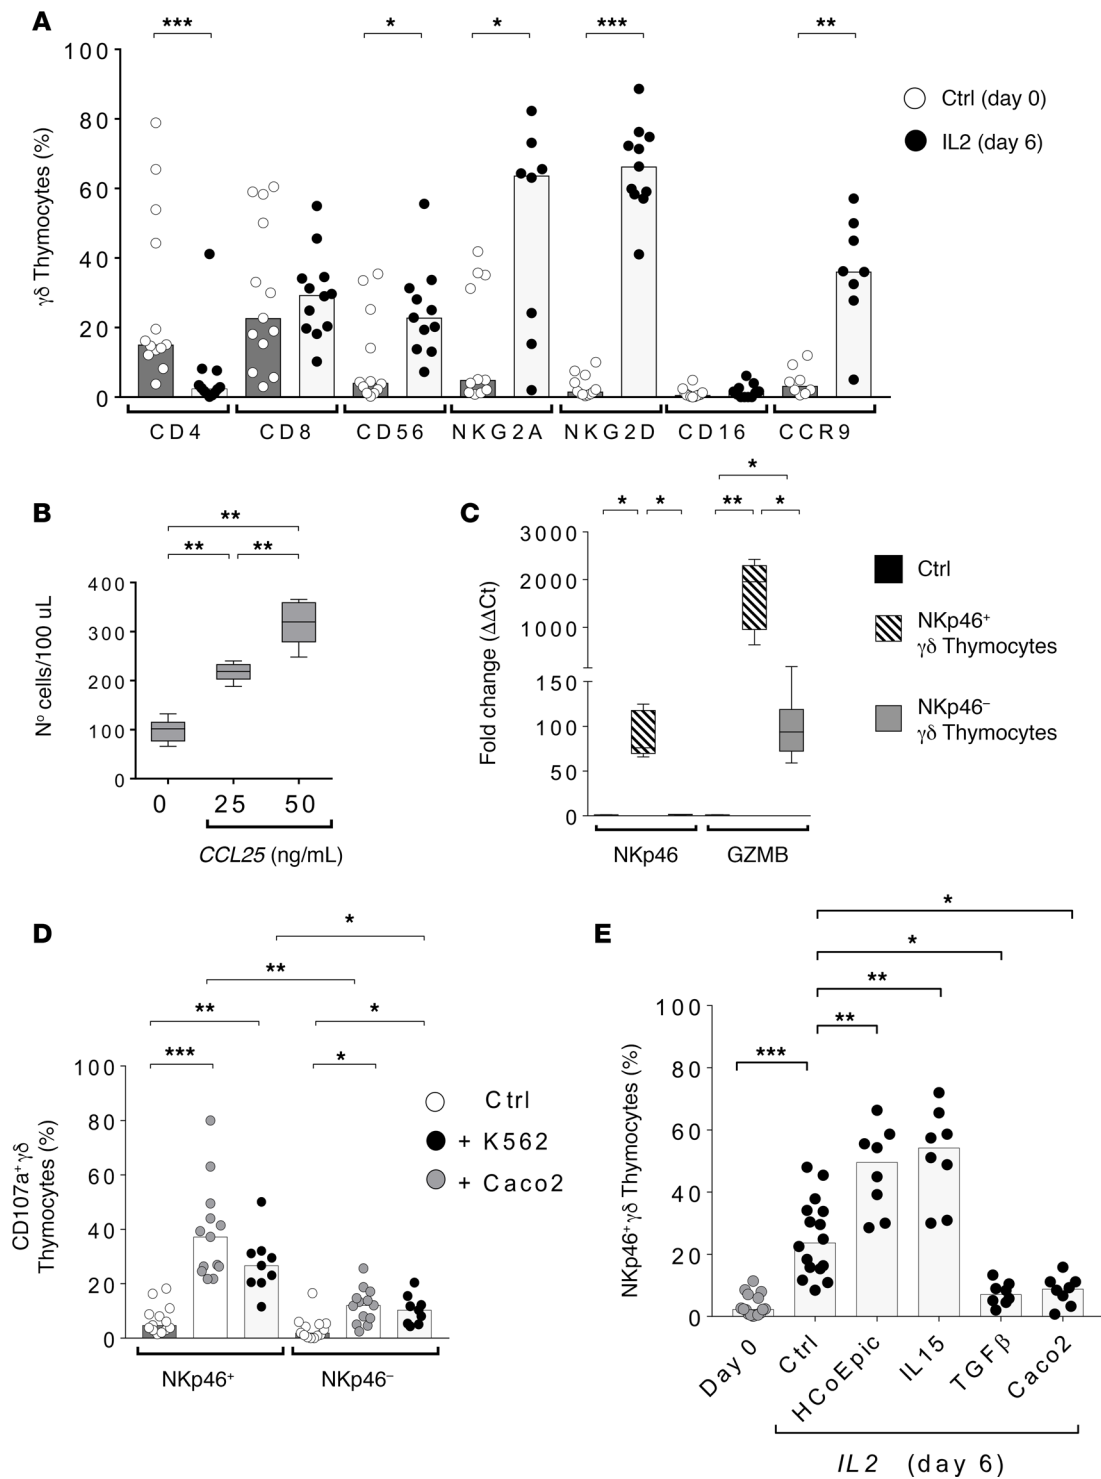 A
*** * * *** **
γδ Thymocytes (%)
100
80
60
40
20
0
CD4 CD8 CD56 NKG2A NKG2D CD16 CCR9
Ctrl (day 0)
IL2 (day 6)
B
**
** **
Nº cells/100 uL
400
300
200
100
0
0 25 50
CCL25 (ng/mL)
C
*
* * ** *
Fold change (ΔΔCt)
3000
2000
1000
150
100
50
0
NKp46 GZMB
Ctrl
NKp46⁺
γδ Thymocytes
NKp46⁻
γδ Thymocytes
D
*
**
** *
*** *
CD107a⁺γδ
Thymocytes (%)
100
80
60
40
20
0
NKp46⁺ NKp46⁻
Ctrl
+ K562
+ Caco2
E
*
*
**
**
***
NKp46⁺γδ Thymocytes (%)
100
80
60
40
20
0
Day 0 Ctrl HCoEpic IL15 TGFβ Caco2
IL2 (day 6)